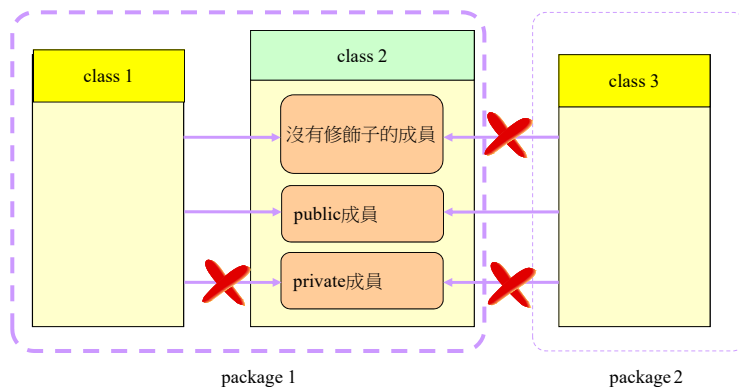 class 1
class 2
class 3
沒有修飾子的成員
public成員
private成員
package 1
package 2